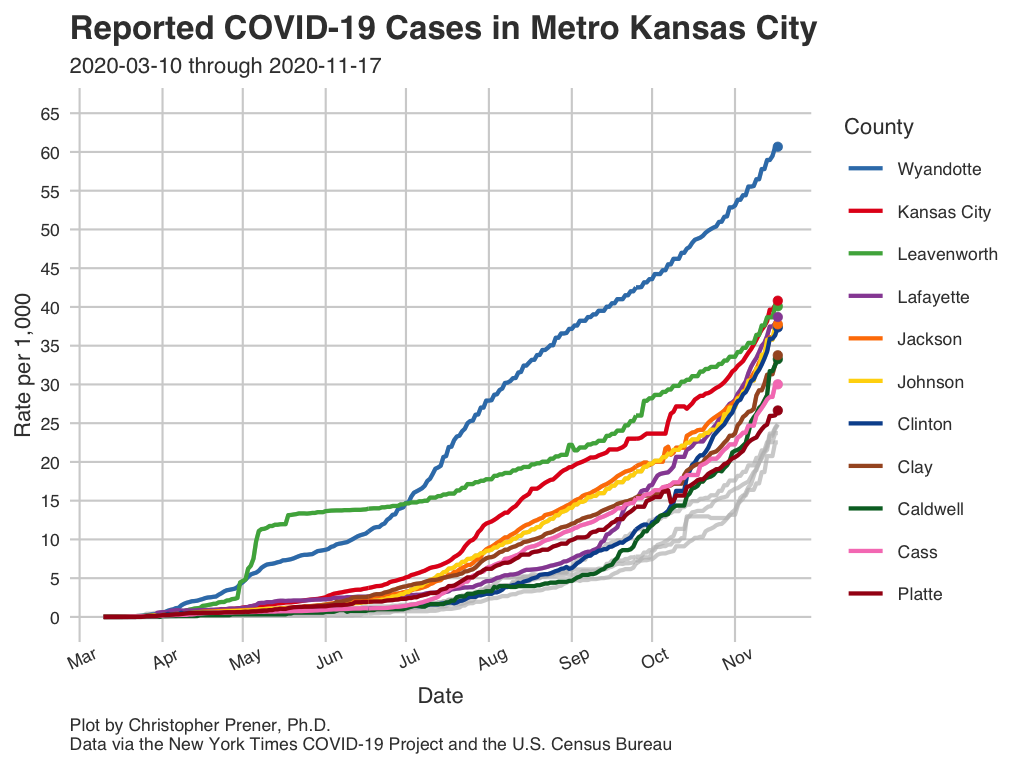 Reported COVID-19 Cases in Metro Kansas City
2020-03-10 through 2020-11-17
65
60
55
50
45
40
35
30
25
20
15
10
5
0
Rate per 1,000
Mar
Apr
May
Jun
Jul
Aug
Sep
Oct
Nov
Date
County
Wyandotte
Kansas City
Leavenworth
Lafayette
Jackson
Johnson
Clinton
Clay
Caldwell
Cass
Platte
Plot by Christopher Prener, Ph.D.
Data via the New York Times COVID-19 Project and the U.S. Census Bureau